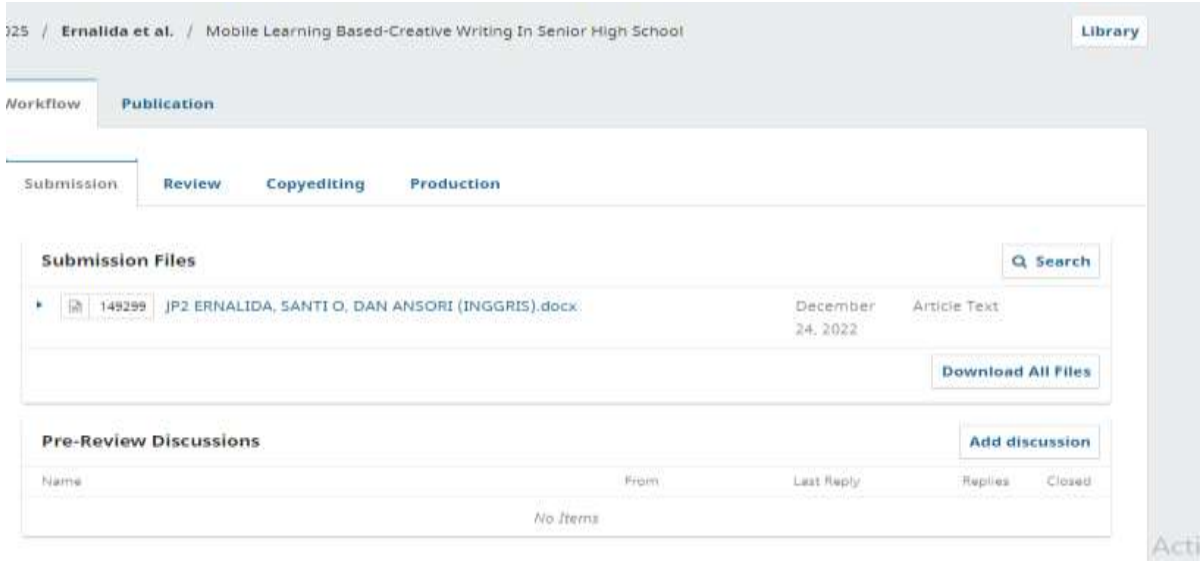 025 / Ernalida et al. / Mobile Learning Based-Creative Writing In Senior High School
Library
Workflow Publication
Submission Review Copyediting Production
Submission Files
Search
149299 JP2 ERNALIDA, SANTI O, DAN ANSORI (INGGRIS).docx December Article Text
24, 2022
Download All Files
Pre-Review Discussions
Add discussion
Name From Last Reply Replies Closed
No Items
Acti